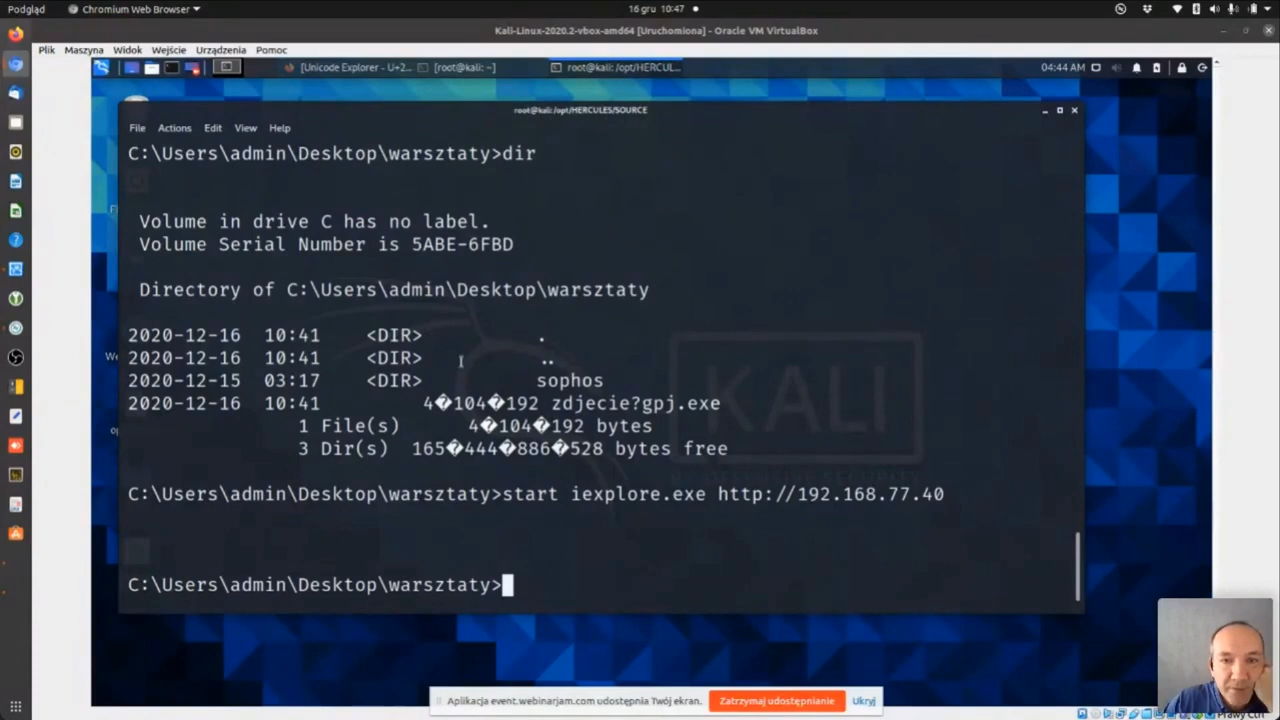 Podgląd
Chromium Web Browser
16 gru 10:47
Kali-Linux-2020.2-vbox-amd64 [Uruchomiona] - Oracle VM VirtualBox
Plik Maszyna Widok Wejście Urządzenia Pomoc
[Unicode Explorer - U+2... [root@kali: ~] root@kali: /opt/HERCUL... 04:44 AM
root@kali: /opt/HERCULES/SOURCE
File Actions Edit View Help
C:\Users\admin\Desktop\warsztaty>dir
Volume in drive C has no label.
Volume Serial Number is 5ABE-6FBD
Directory of C:\Users\admin\Desktop\warsztaty
2020-12-16 10:41 <DIR> .
2020-12-16 10:41 <DIR> ..
2020-12-15 03:17 <DIR> sophos
2020-12-16 10:41 4�104�192 zdjecie?gpj.exe
1 File(s) 4�104�192 bytes
3 Dir(s) 165�444�886�528 bytes free
C:\Users\admin\Desktop\warsztaty>start iexplore.exe http://192.168.77.40
C:\Users\admin\Desktop\warsztaty>
KALI
Aplikacja event.webinarjam.com udostępnia Twój ekran. Zatrzymaj udostępnianie Ukryj
Prawy Ctrl